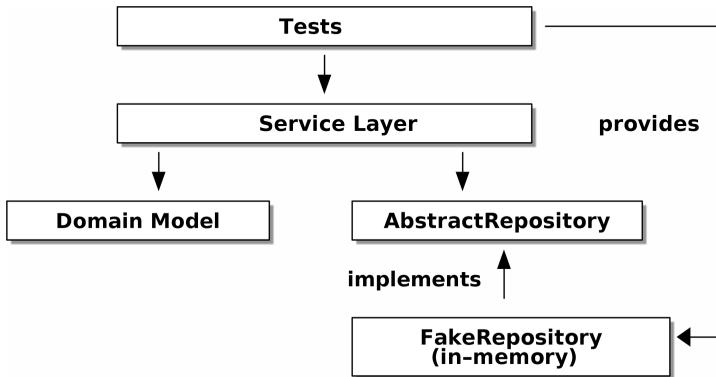 Tests
Service Layer
provides
Domain Model
AbstractRepository
implements
FakeRepository
(in–memory)